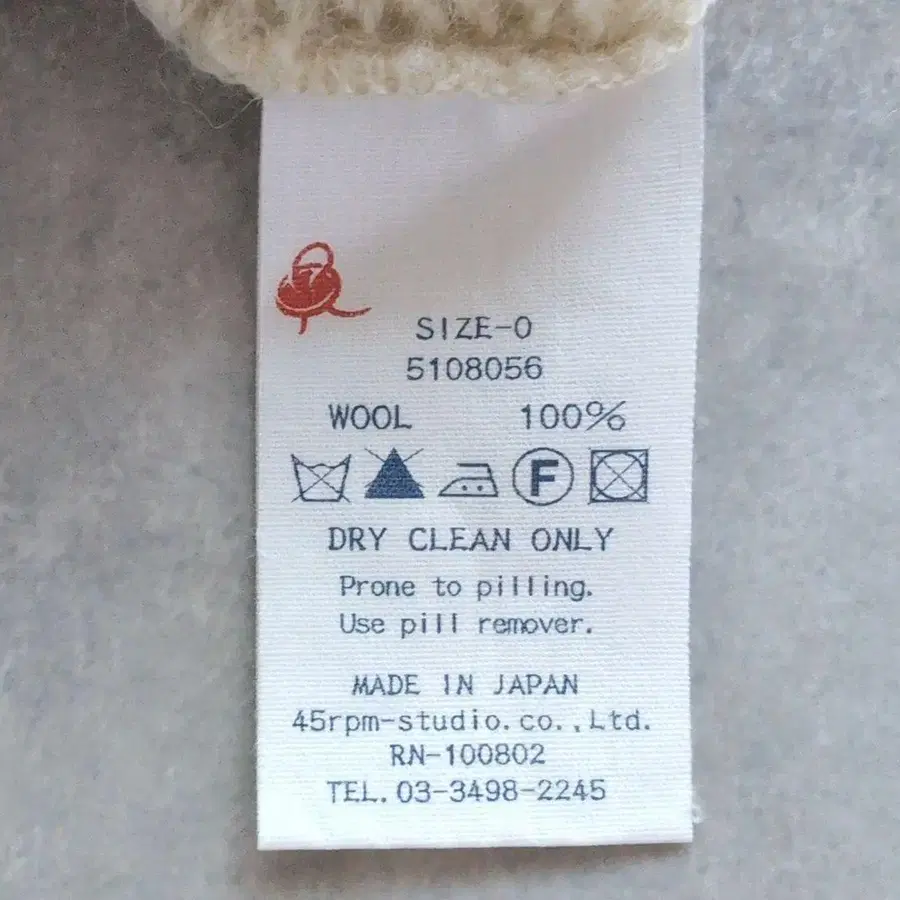 SIZE-0
5108056
WOOL 100%
F
DRY CLEAN ONLY
Prone to pilling.
Use pill remover.
MADE IN JAPAN
45rpm-studio.co.,Ltd.
RN-100802
TEL.03-3498-2245